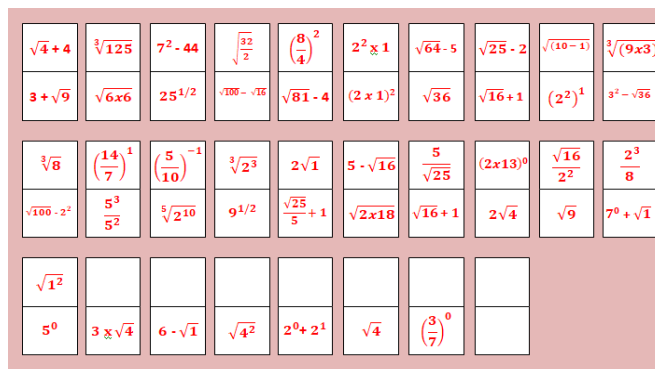 √4 + 4 ∛125 7² - 44 √(32/2) (8/4)² 2² x 1 √64 - 5 √25 - 2 √(10 − 1) ∛(9x3)
3 + √9 √6x6 25^1/2 √100 − √16 √81 - 4 (2 x 1)² √36 √16 + 1 (2²)¹ 3² − √36
∛8 (14/7)¹ (5/10)⁻¹ ∛2³ 2√1 5 - √16 5/√25 (2x13)⁰ √16/2² 2³/8
√100 - 2² 5³/5² ⁵√2¹⁰ 9^1/2 √25/5 + 1 √2x18 √16 + 1 2√4 √9 7⁰ + √1
√1²
5⁰ 3 x √4 6 - √1 √4² 2⁰+ 2¹ √4 (3/7)⁰